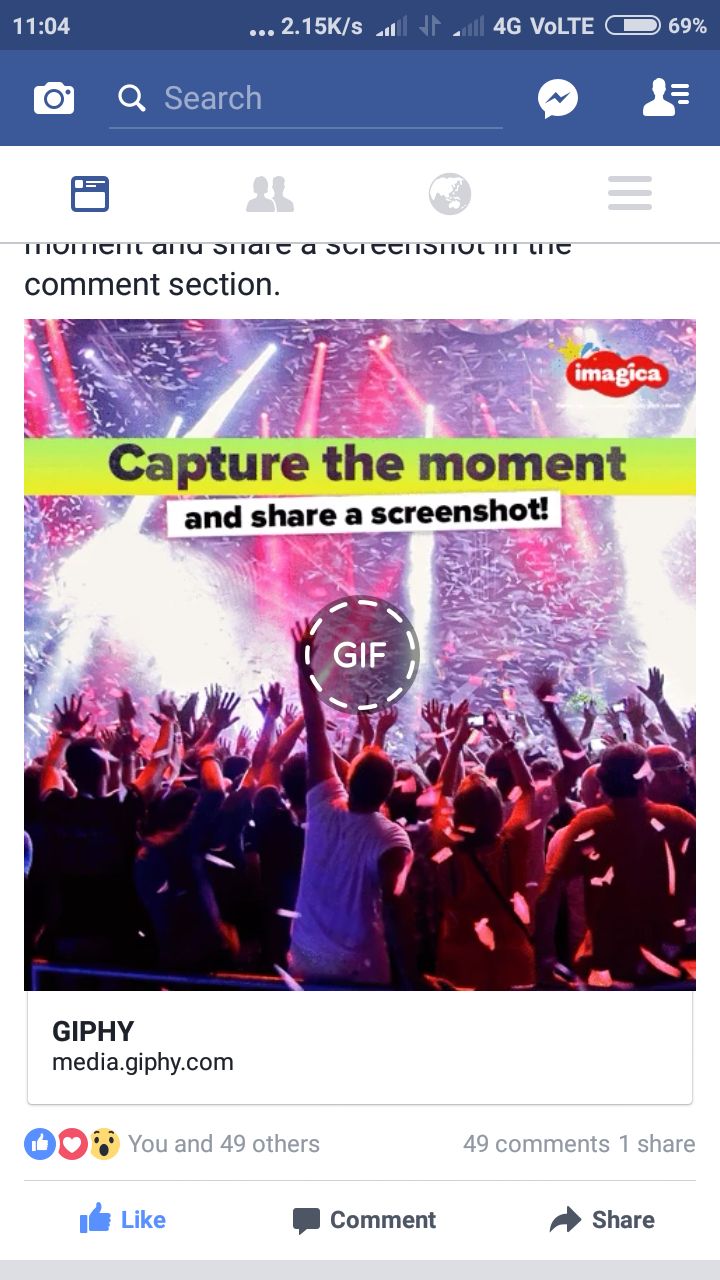 11:04 ... 2.15K/s 4G VoLTE 69%
Search
moment and share a screenshot in the
comment section.
imagica
Capture the moment
and share a screenshot!
GIF
GIPHY
media.giphy.com
You and 49 others 49 comments 1 share
Like Comment Share